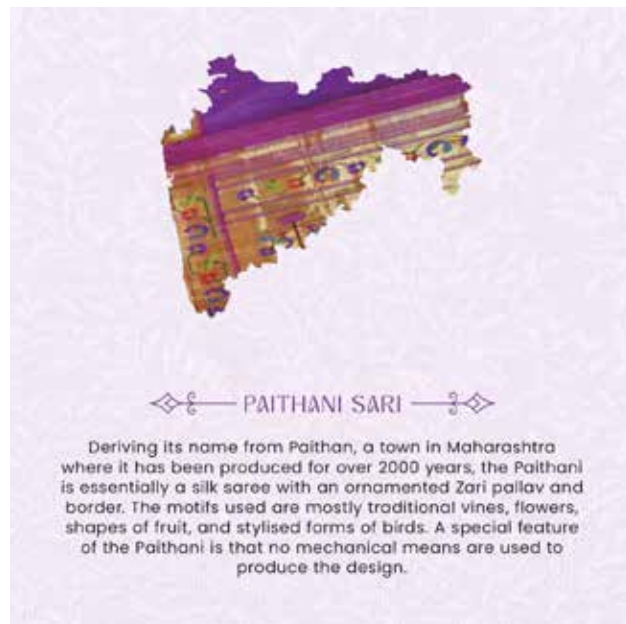 PAITHANI SARI
Deriving its name from Paithan, a town in Maharashtra
where it has been produced for over 2000 years, the Paithani
is essentially a silk saree with an ornamented Zari pallav and
border. The motifs used are mostly traditional vines, flowers,
shapes of fruit, and stylised forms of birds. A special feature
of the Paithani is that no mechanical means are used to
produce the design.